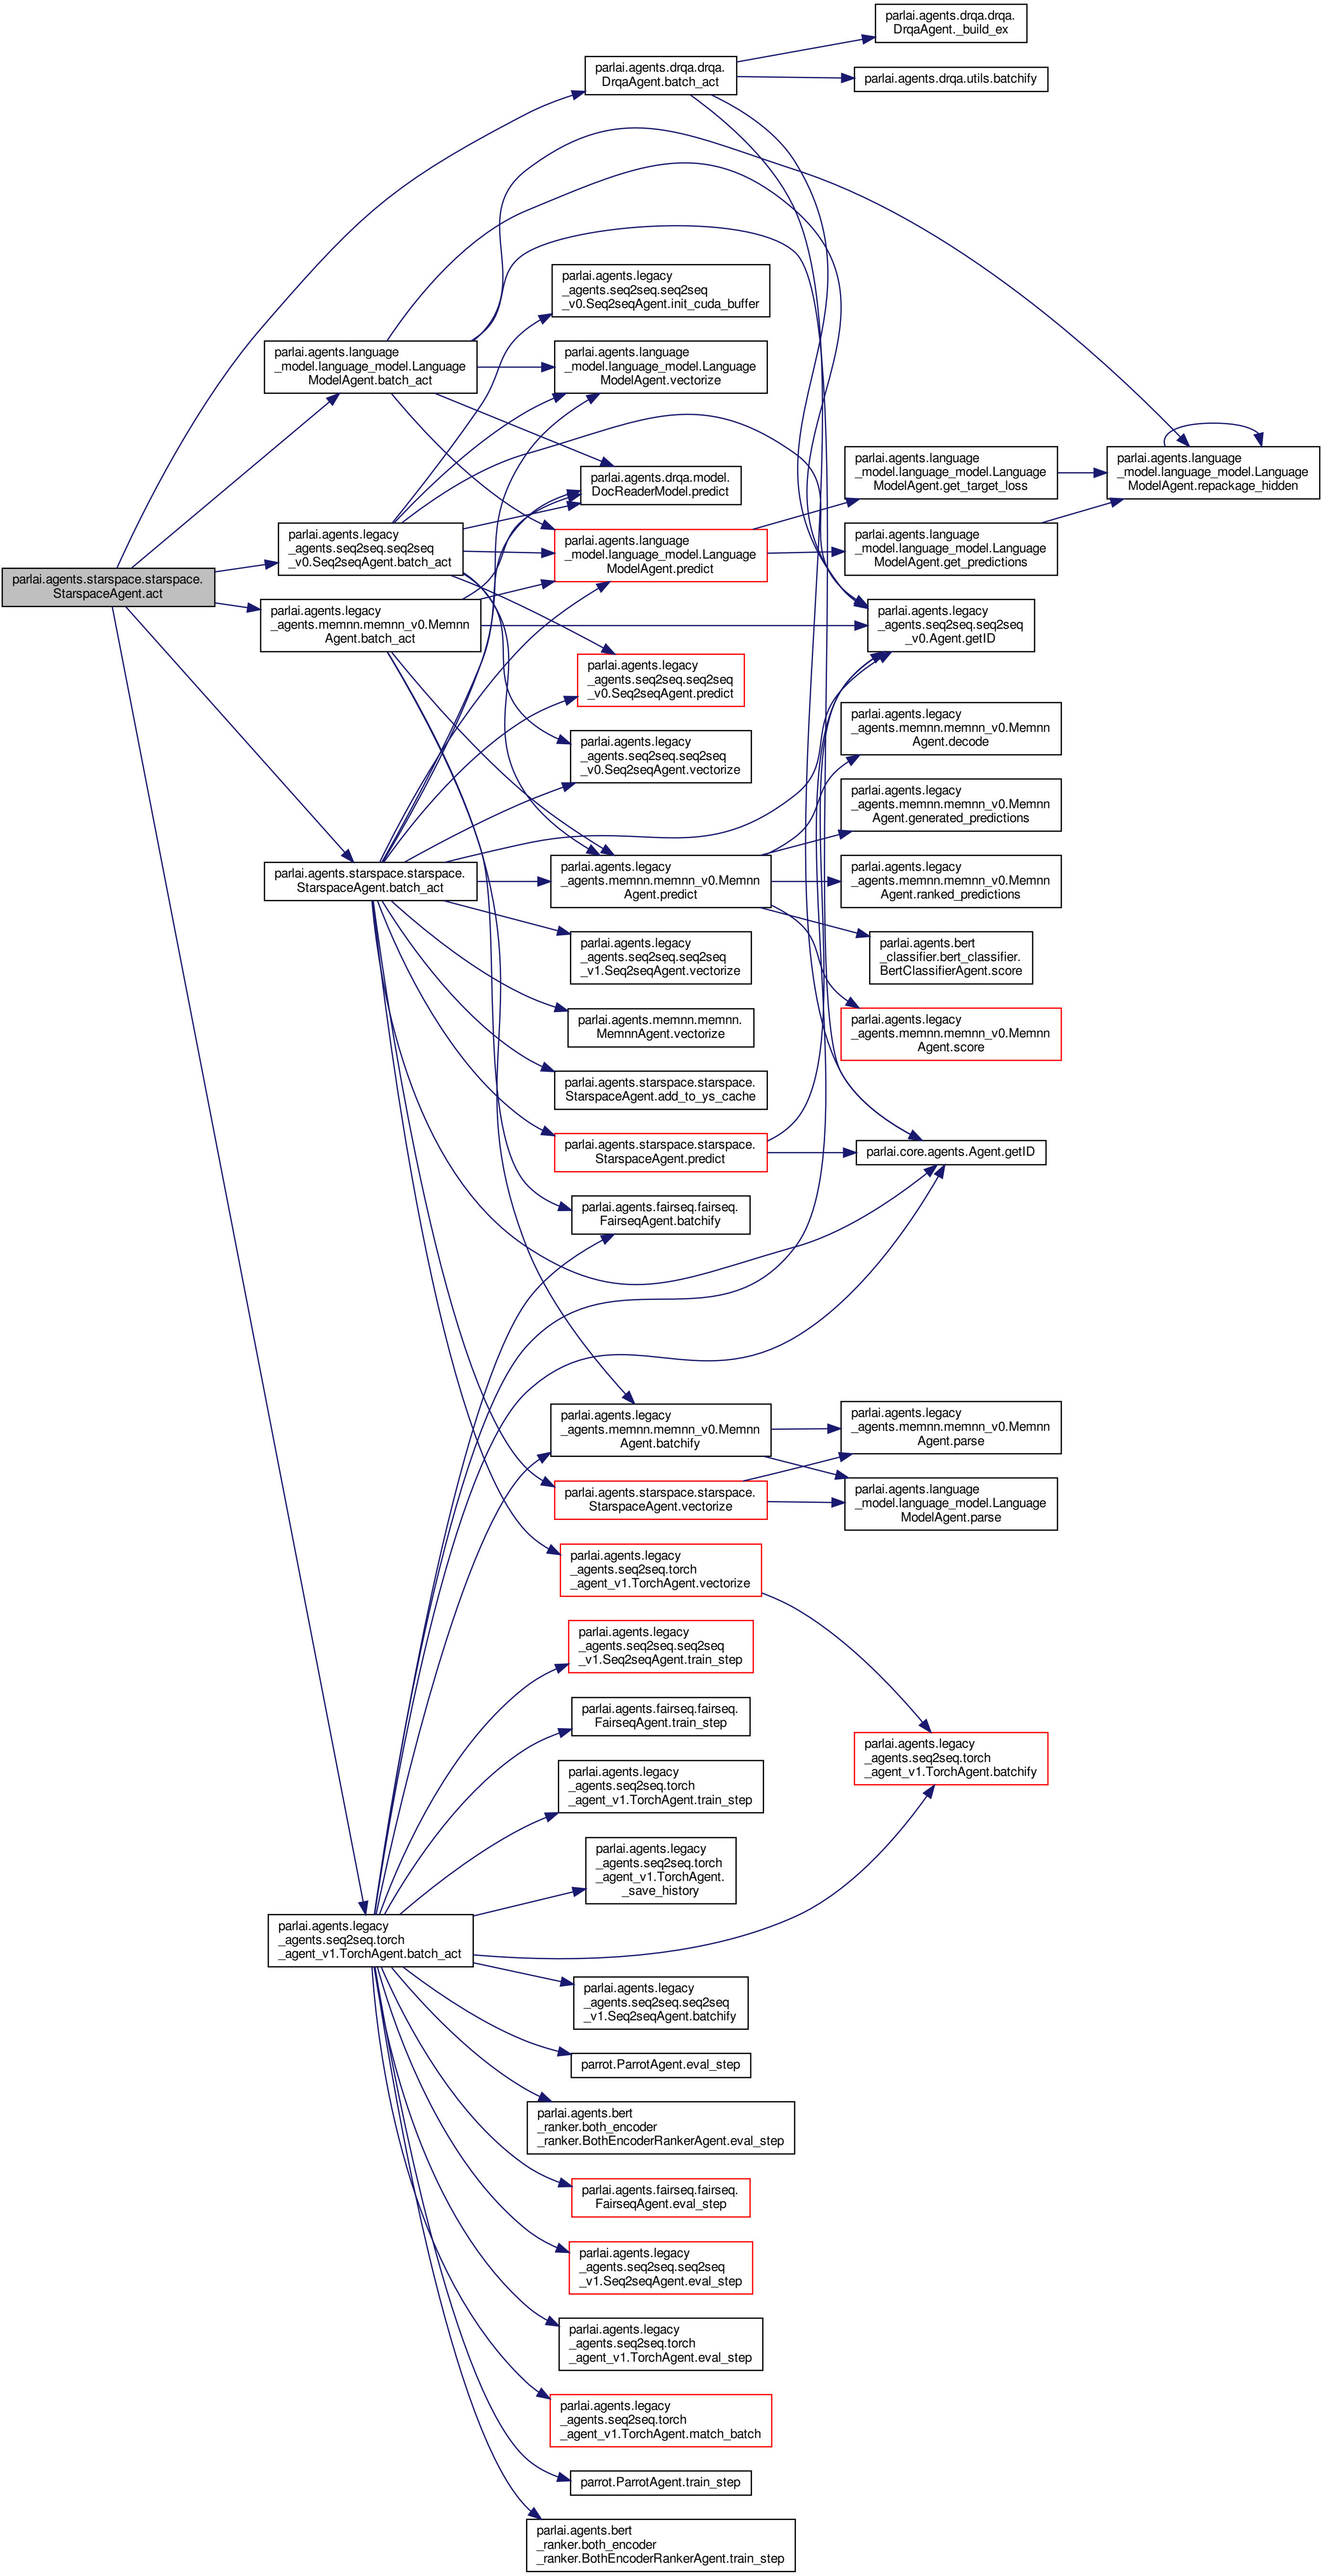 parlai.agents.starspace.starspace.
StarspaceAgent.act
parlai.agents.drqa.drqa.
DrqaAgent.batch_act
parlai.agents.language
_model.language_model.Language
ModelAgent.batch_act
parlai.agents.legacy
_agents.seq2seq.seq2seq
_v0.Seq2seqAgent.batch_act
parlai.agents.legacy
_agents.memnn.memnn_v0.Memnn
Agent.batch_act
parlai.agents.starspace.starspace.
StarspaceAgent.batch_act
parlai.agents.legacy
_agents.seq2seq.torch
_agent_v1.TorchAgent.batch_act
parlai.agents.legacy
_agents.seq2seq.seq2seq
_v0.Seq2seqAgent.init_cuda_buffer
parlai.agents.language
_model.language_model.Language
ModelAgent.vectorize
parlai.agents.drqa.model.
DocReaderModel.predict
parlai.agents.language
_model.language_model.Language
ModelAgent.predict
parlai.agents.legacy
_agents.seq2seq.seq2seq
_v0.Seq2seqAgent.predict
parlai.agents.legacy
_agents.seq2seq.seq2seq
_v0.Seq2seqAgent.vectorize
parlai.agents.legacy
_agents.memnn.memnn_v0.Memnn
Agent.predict
parlai.agents.legacy
_agents.seq2seq.seq2seq
_v1.Seq2seqAgent.vectorize
parlai.agents.memnn.memnn.
MemnnAgent.vectorize
parlai.agents.starspace.starspace.
StarspaceAgent.add_to_ys_cache
parlai.agents.starspace.starspace.
StarspaceAgent.predict
parlai.agents.fairseq.fairseq.
FairseqAgent.batchify
parlai.agents.legacy
_agents.memnn.memnn_v0.Memnn
Agent.batchify
parlai.agents.starspace.starspace.
StarspaceAgent.vectorize
parlai.agents.legacy
_agents.seq2seq.torch
_agent_v1.TorchAgent.vectorize
parlai.agents.legacy
_agents.seq2seq.seq2seq
_v1.Seq2seqAgent.train_step
parlai.agents.fairseq.fairseq.
FairseqAgent.train_step
parlai.agents.legacy
_agents.seq2seq.torch
_agent_v1.TorchAgent.train_step
parlai.agents.legacy
_agents.seq2seq.torch
_agent_v1.TorchAgent.
_save_history
parlai.agents.legacy
_agents.seq2seq.seq2seq
_v1.Seq2seqAgent.batchify
parrot.ParrotAgent.eval_step
parlai.agents.bert
_ranker.both_encoder
_ranker.BothEncoderRankerAgent.eval_step
parlai.agents.fairseq.fairseq.
FairseqAgent.eval_step
parlai.agents.legacy
_agents.seq2seq.seq2seq
_v1.Seq2seqAgent.eval_step
parlai.agents.legacy
_agents.seq2seq.torch
_agent_v1.TorchAgent.eval_step
parlai.agents.legacy
_agents.seq2seq.torch
_agent_v1.TorchAgent.match_batch
parrot.ParrotAgent.train_step
parlai.agents.bert
_ranker.both_encoder
_ranker.BothEncoderRankerAgent.train_step
parlai.agents.drqa.drqa.
DrqaAgent._build_ex
parlai.agents.drqa.utils.batchify
parlai.agents.language
_model.language_model.Language
ModelAgent.get_target_loss
parlai.agents.language
_model.language_model.Language
ModelAgent.get_predictions
parlai.agents.legacy
_agents.seq2seq.seq2seq
_v0.Agent.getID
parlai.agents.legacy
_agents.memnn.memnn_v0.Memnn
Agent.decode
parlai.agents.legacy
_agents.memnn.memnn_v0.Memnn
Agent.generated_predictions
parlai.agents.legacy
_agents.memnn.memnn_v0.Memnn
Agent.ranked_predictions
parlai.agents.bert
_classifier.bert_classifier.
BertClassifierAgent.score
parlai.agents.legacy
_agents.memnn.memnn_v0.Memnn
Agent.score
parlai.core.agents.Agent.getID
parlai.agents.legacy
_agents.memnn.memnn_v0.Memnn
Agent.parse
parlai.agents.language
_model.language_model.Language
ModelAgent.parse
parlai.agents.legacy
_agents.seq2seq.torch
_agent_v1.TorchAgent.batchify
parlai.agents.language
_model.language_model.Language
ModelAgent.repackage_hidden